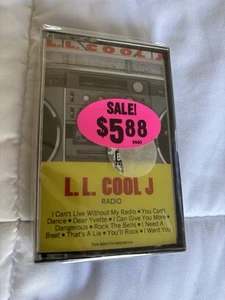 L.L. COOL J
SALE!
$5.88
L.L. COOL J
RADIO
I Can't Live Without My Radio • You Can't
Dance • Dear Yvette • I Can Give You More •
Dangerous • Rock The Bells • I Need A
Beat • That's A Lie • You'll Rock • I Want You